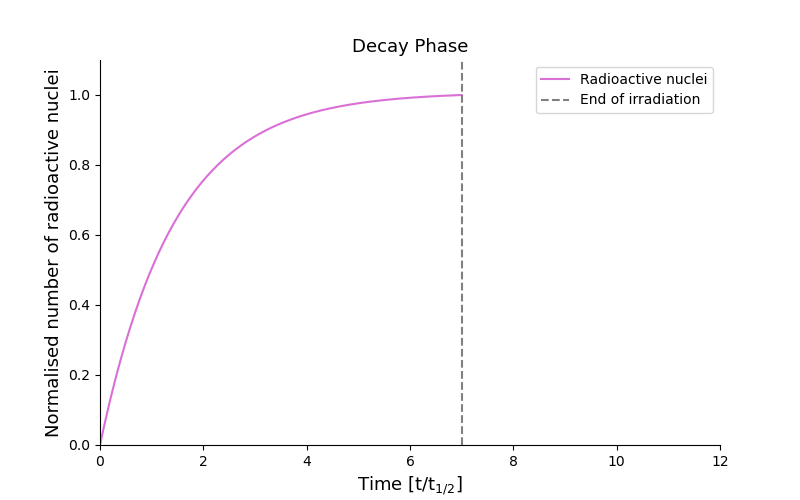 Decay Phase
Radioactive nuclei
End of irradiation
Normalised number of radioactive nuclei
1.0
0.8
0.6
0.4
0.2
0.0
0 2 4 6 8 10 12
Time [t/t1/2]